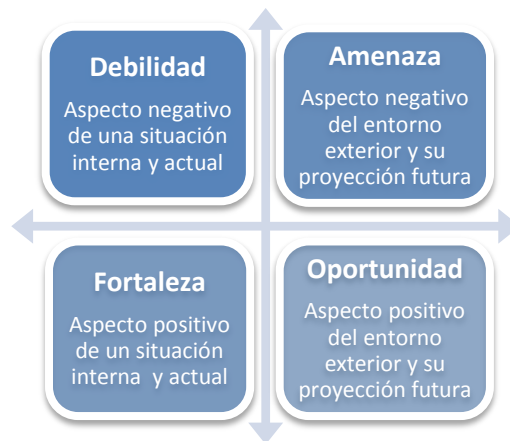 Debilidad
Aspecto negativo
de una situación
interna y actual
Amenaza
Aspecto negativo
del entorno
exterior y su
proyección futura
Fortaleza
Aspecto positivo
de un situación
interna y actual
Oportunidad
Aspecto positivo
del entorno
exterior y su
proyección futura